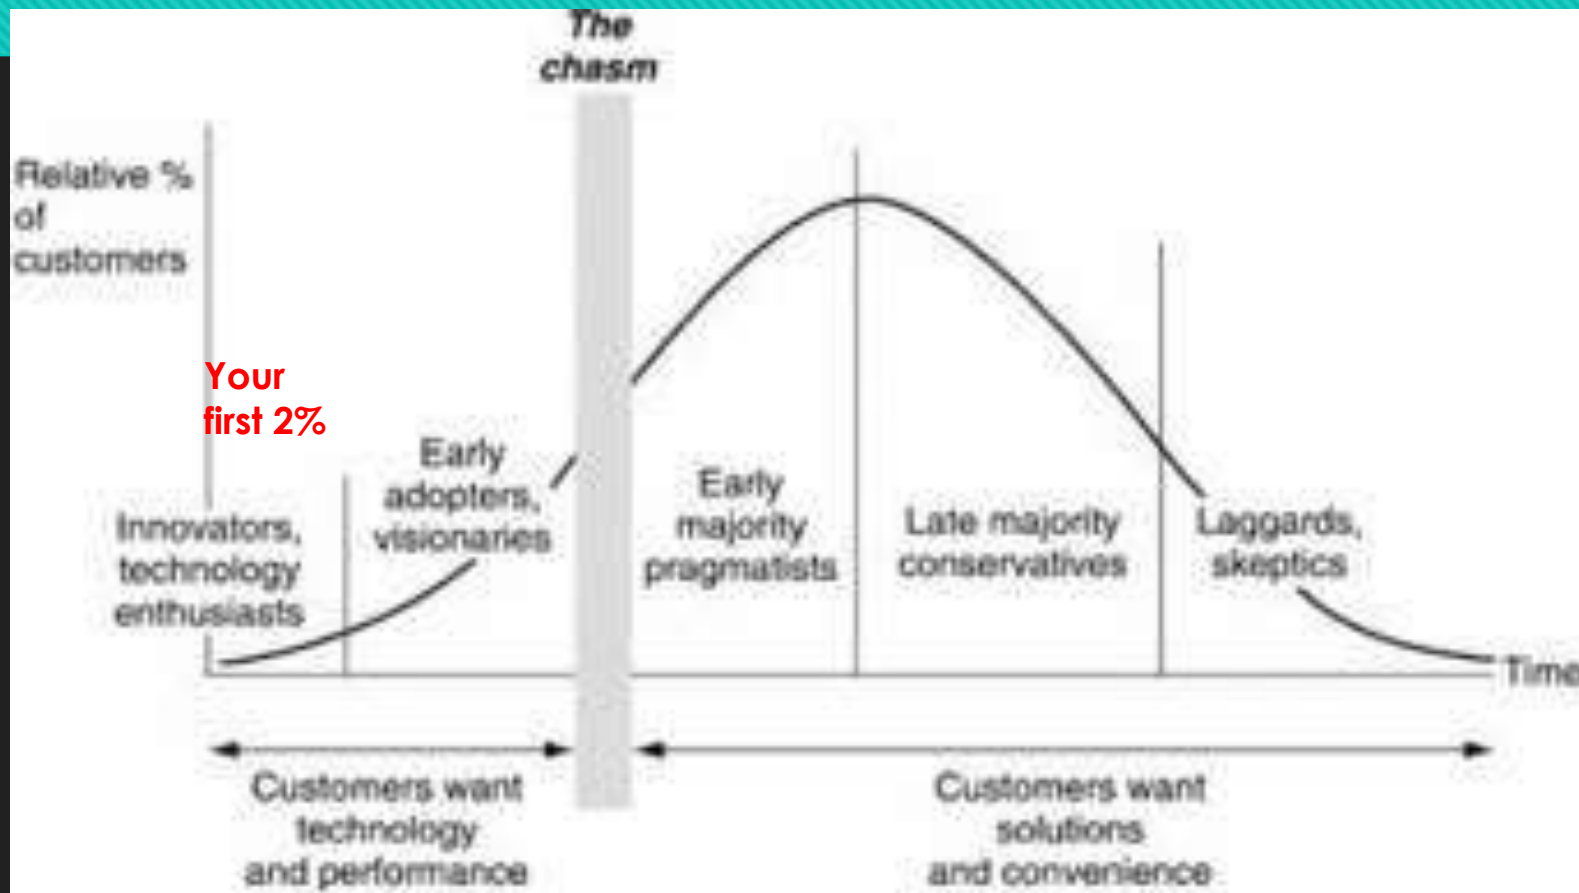 The
chasm
Relative %
of
customers
Your
first 2%
Early
adopters,
visionaries
Innovators,
technology
enthusiasts
Early
majority
pragmatists
Late majority
conservatives
Laggards,
skeptics
Time
Customers want
technology
and performance
Customers want
solutions
and convenience